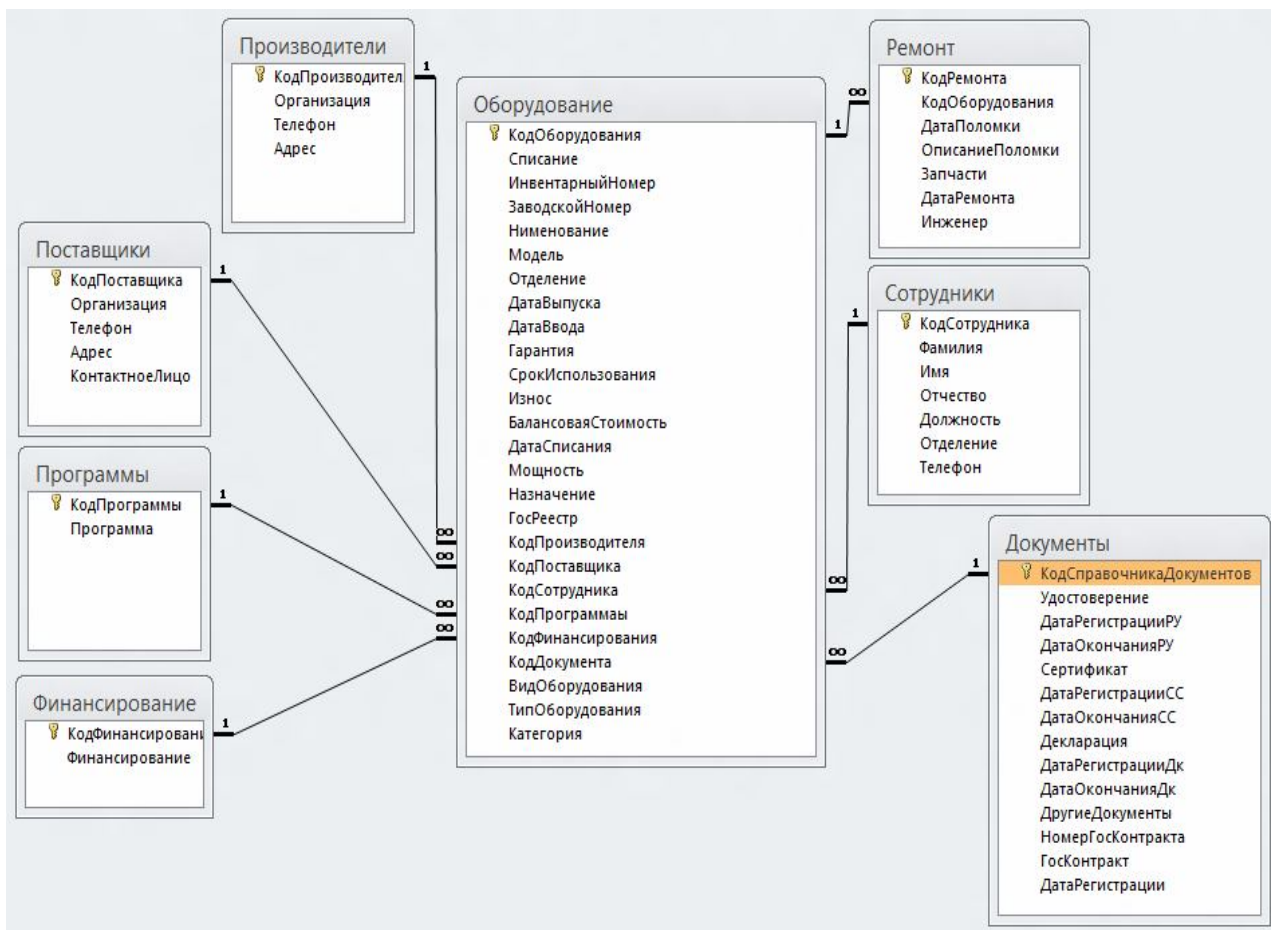 Производители
КодПроизводител
Организация
Телефон
Адрес
1
Поставщики
КодПоставщика
Организация
Телефон
Адрес
КонтактноеЛицо
1
Программы
КодПрограммы
Программа
1
Финансирование
КодФинансировани
Финансирование
1
Оборудование
КодОборудования
Списание
ИнвентарныйНомер
ЗаводскойНомер
Нименование
Модель
Отделение
ДатаВыпуска
ДатаВвода
Гарантия
СрокИспользования
Износ
БалансоваяСтоимость
ДатаСписания
Мощность
Назначение
ГосРеестр
КодПроизводителя
КодПоставщика
КодСотрудника
КодПрограммаы
КодФинансирования
КодДокумента
ВидОборудования
ТипОборудования
Категория
∞
∞
∞
∞
1
∞
∞
Ремонт
КодРемонта
КодОборудования
ДатаПоломки
ОписаниеПоломки
Запчасти
ДатаРемонта
Инженер
∞
Сотрудники
КодСотрудника
Фамилия
Имя
Отчество
Должность
Отделение
Телефон
1
Документы
КодСправочникаДокументов
Удостоверение
ДатаРегистрацииРУ
ДатаОкончанияРУ
Сертификат
ДатаРегистрацииСС
ДатаОкончанияСС
Декларация
ДатаРегистрацииДк
ДатаОкончанияДк
ДругиеДокументы
НомерГосКонтракта
ГосКонтракт
ДатаРегистрации
1